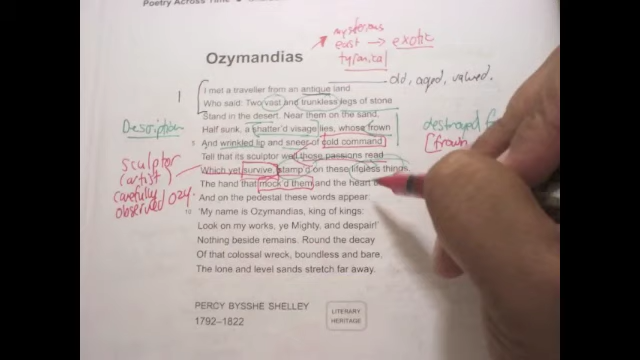 Poetry Across Time
mysterious
east → exotic
tyranical
Ozymandias
old, aged, valued.
I met a traveller from an antique land
1
Who said: Two vast and trunkless legs of stone
Stand in the desert. Near them on the sand,
Description
Half sunk, a shatter'd visage lies, whose frown
destroyed
5 And wrinkled lip and sneer of cold command
[frown
Tell that its sculptor well those passions read
sculptor
(artist)
carefully
observed Ozy.
Which yet survive, stamp'd on these lifeless things,
The hand that mock'd them and the heart
And on the pedestal these words appear:
10 'My name is Ozymandias, king of kings:
Look on my works, ye Mighty, and despair!'
Nothing beside remains. Round the decay
Of that colossal wreck, boundless and bare,
The lone and level sands stretch far away.
PERCY BYSSHE SHELLEY
1792–1822
LITERARY
HERITAGE